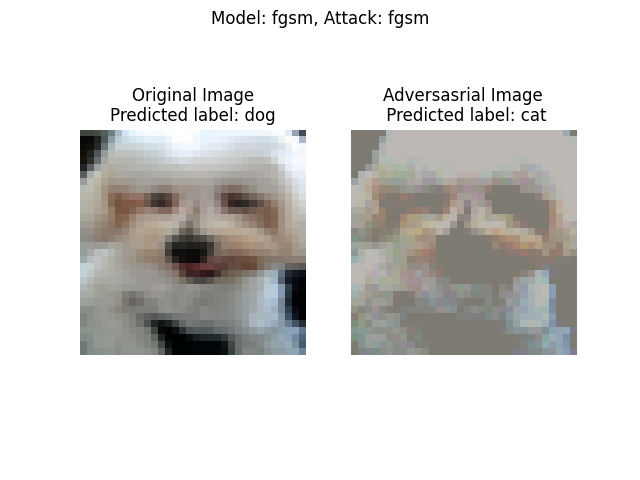 Model: fgsm, Attack: fgsm
Original Image
Predicted label: dog
Adversasrial Image
Predicted label: cat